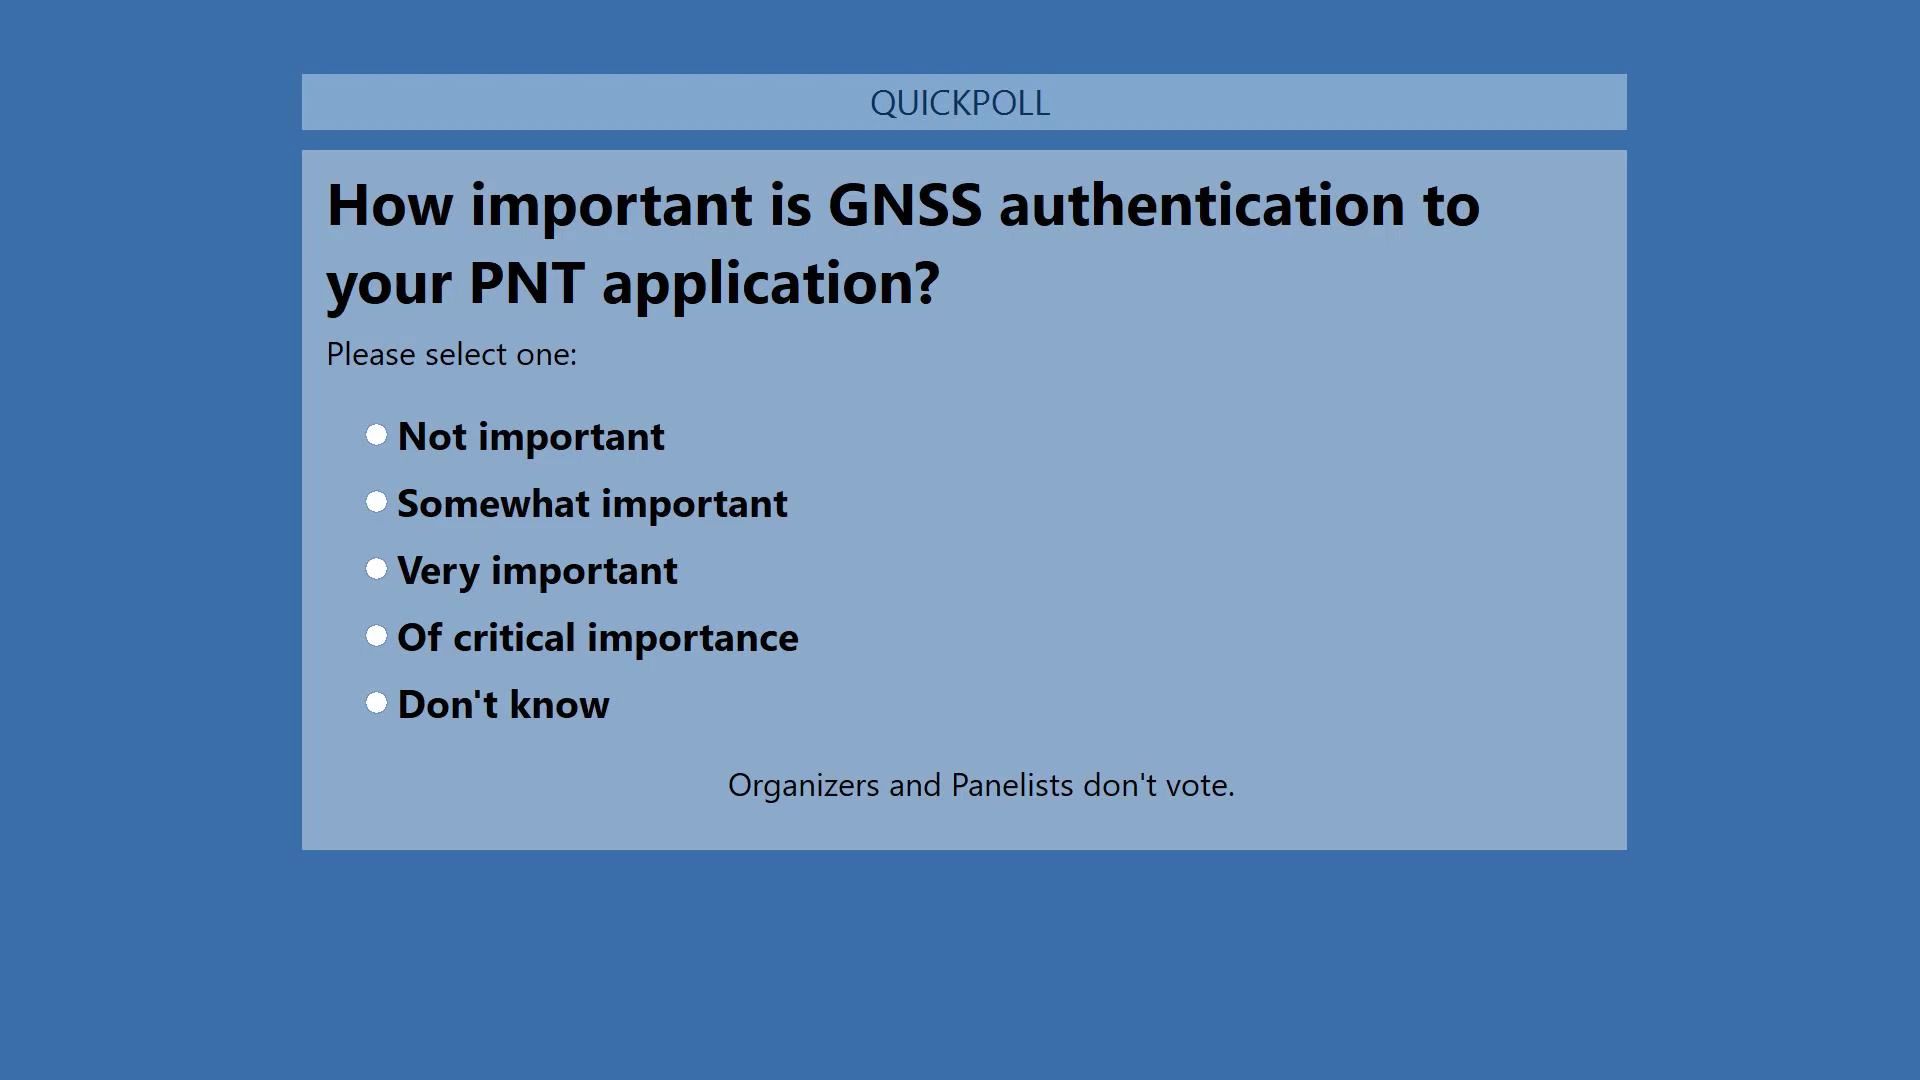 QUICKPOLL
How important is GNSS authentication to
your PNT application?
Please select one:
Not important
Somewhat important
Very important
Of critical importance
Don't know
Organizers and Panelists don't vote.